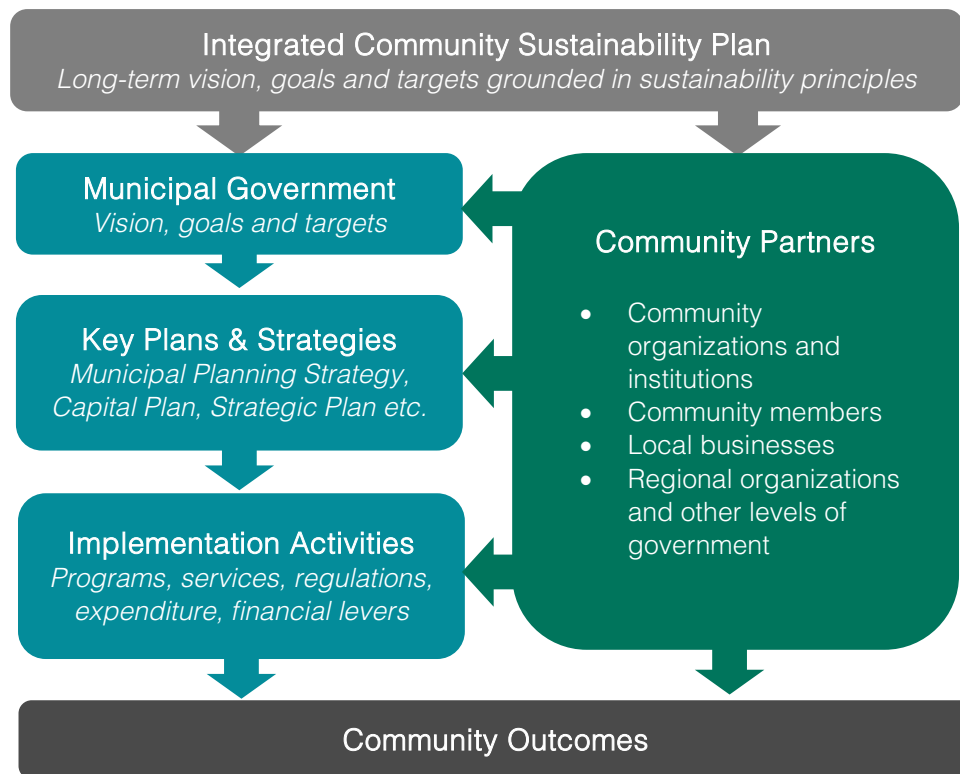 Integrated Community Sustainability Plan
Long-term vision, goals and targets grounded in sustainability principles
Municipal Government
Vision, goals and targets
Key Plans & Strategies
Municipal Planning Strategy,
Capital Plan, Strategic Plan etc.
Implementation Activities
Programs, services, regulations,
expenditure, financial levers
Community Partners
• Community
organizations and
institutions
• Community members
• Local businesses
• Regional organizations
and other levels of
government
Community Outcomes